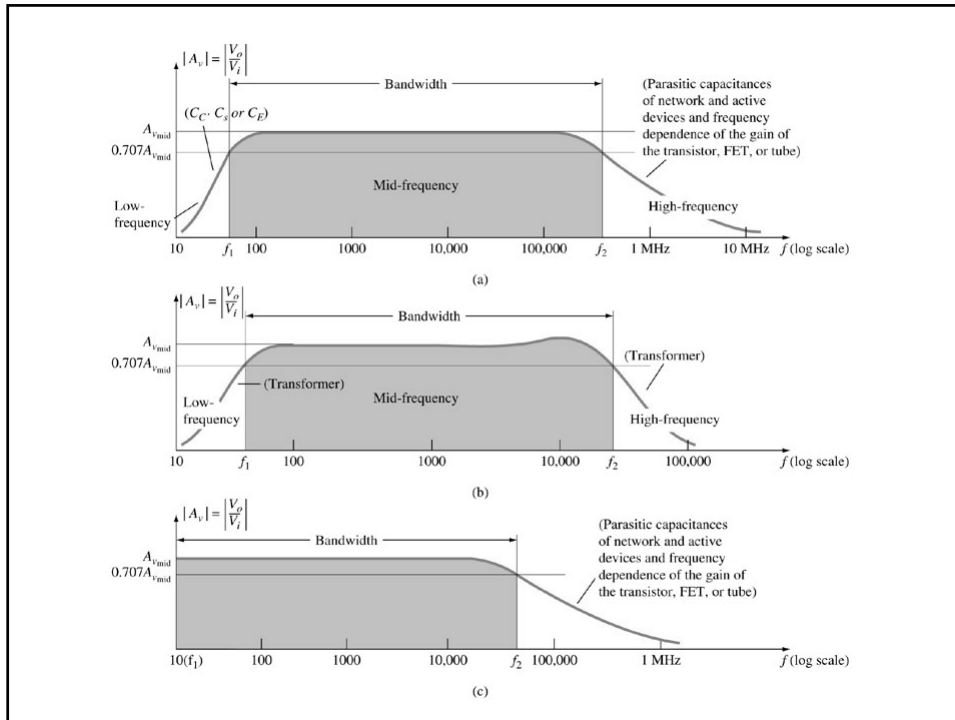 |A_v| = |V_o/V_i|
Bandwidth
(Parasitic capacitances
of network and active
devices and frequency
dependence of the gain of
the transistor, FET, or tube)
(C_C, C_s or C_E)
A_vmid
0.707A_vmid
Mid-frequency
Low-
frequency
High-frequency
10 f_1 100 1000 10,000 100,000 f_2 1 MHz 10 MHz f (log scale)
(a)
|A_v| = |V_o/V_i|
Bandwidth
A_vmid
0.707A_vmid
(Transformer)
(Transformer)
Low-
frequency
Mid-frequency
High-frequency
10 f_1 100 1000 10,000 f_2 100,000 f (log scale)
(b)
|A_v| = |V_o/V_i|
Bandwidth
(Parasitic capacitances
of network and active
devices and frequency
dependence of the gain of
the transistor, FET, or tube)
A_vmid
0.707A_vmid
Mid-frequency
10(f_1) 100 1000 10,000 f_2 100,000 1 MHz f (log scale)
(c)